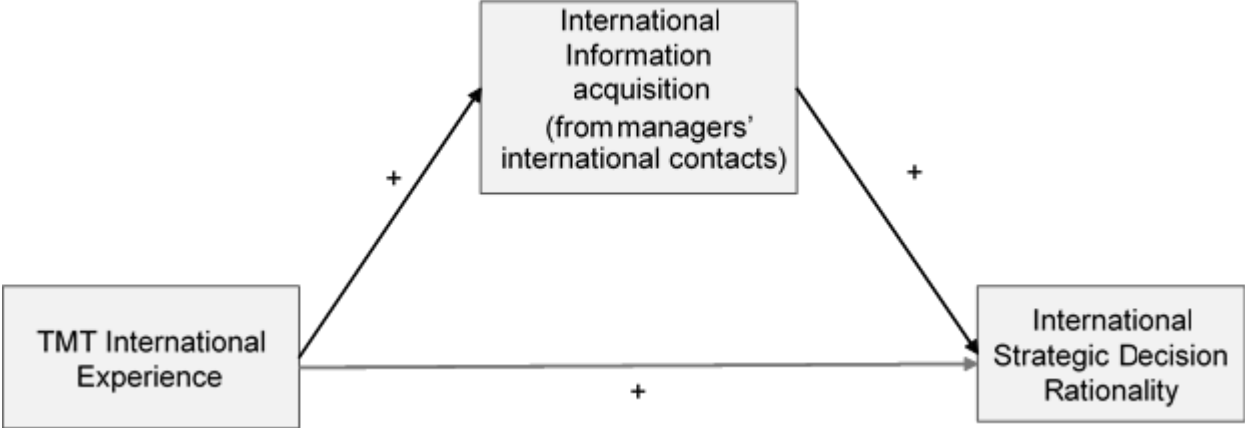 International
Information
acquisition
(from managers'
international contacts)
+
+
TMT International
Experience
International
Strategic Decision
Rationality
+